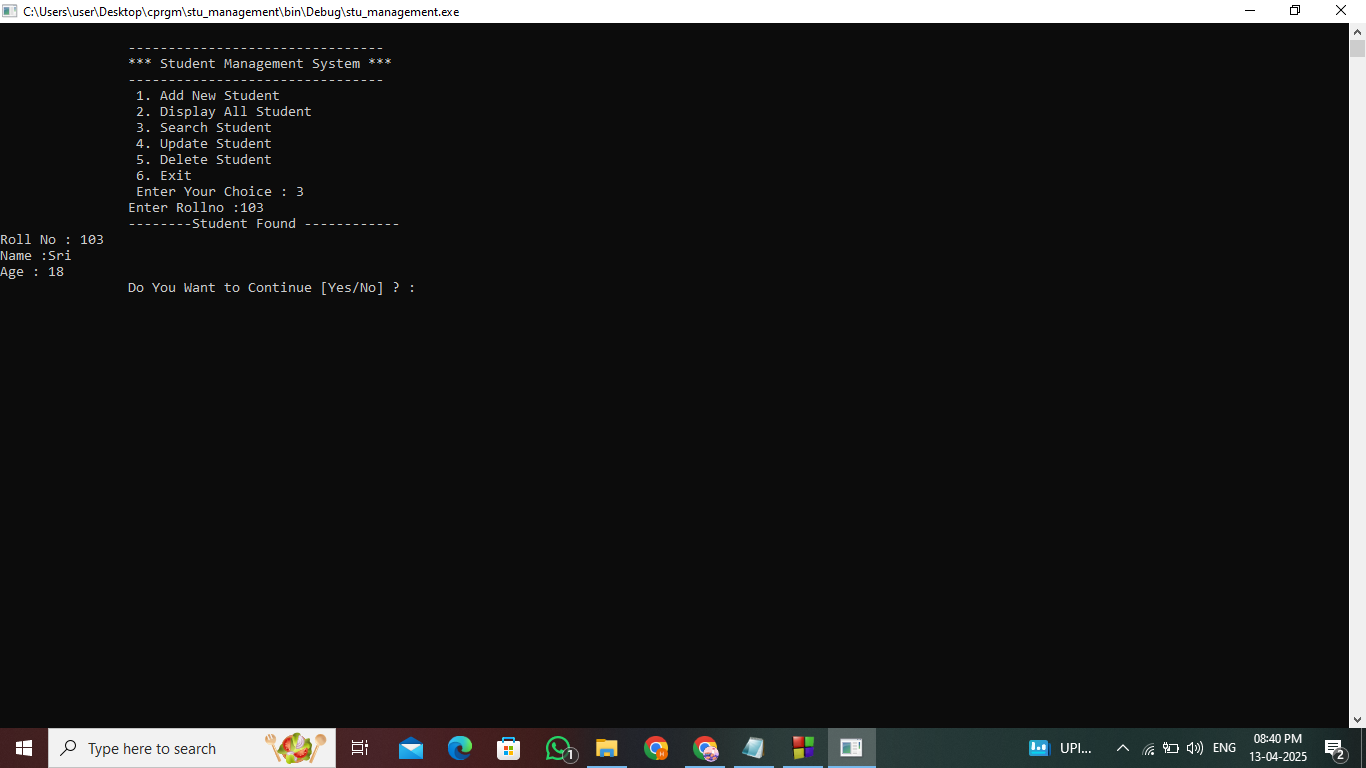 C:\Users\user\Desktop\cprgm\stu_management\bin\Debug\stu_management.exe
--------------------------------
*** Student Management System ***
--------------------------------
1. Add New Student
2. Display All Student
3. Search Student
4. Update Student
5. Delete Student
6. Exit
Enter Your Choice : 3
Enter Rollno :103
--------Student Found ------------
Roll No : 103
Name :Sri
Age : 18
Do You Want to Continue [Yes/No] ? :
Type here to search
1
H
UPI...
ENG
08:40 PM
13-04-2025
2